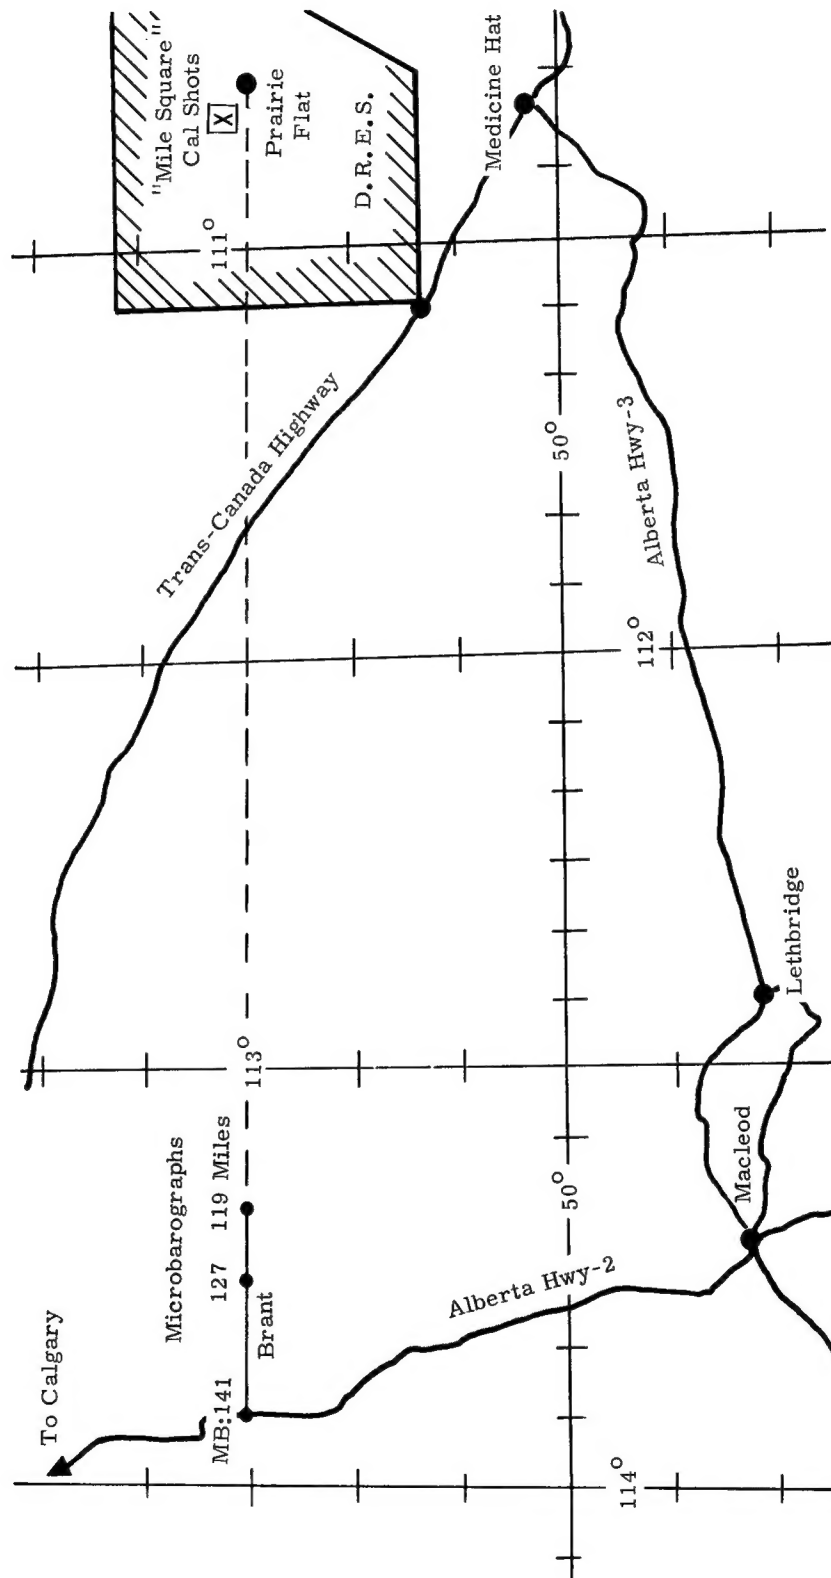 To Calgary
Microbarographs
MB:141 127 119 Miles
Brant
113°
114°
Alberta Hwy-2
50°
Macleod
Lethbridge
Trans-Canada Highway
112°
Alberta Hwy-3
50°
"Mile Square"
Cal Shots
X
111°
Prairie
Flat
D.R.E.S.
Medicine Hat